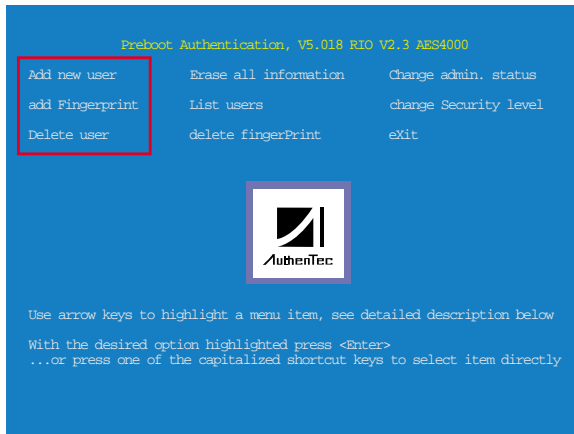 Preboot Authentication, V5.018 RIO V2.3 AES4000
Add new user Erase all information Change admin. status
add Fingerprint List users change Security level
Delete user delete fingerPrint eXit
AuthenTec
Use arrow keys to highlight a menu item, see detailed description below
With the desired option highlighted press <Enter>
...or press one of the capitalized shortcut keys to select item directly